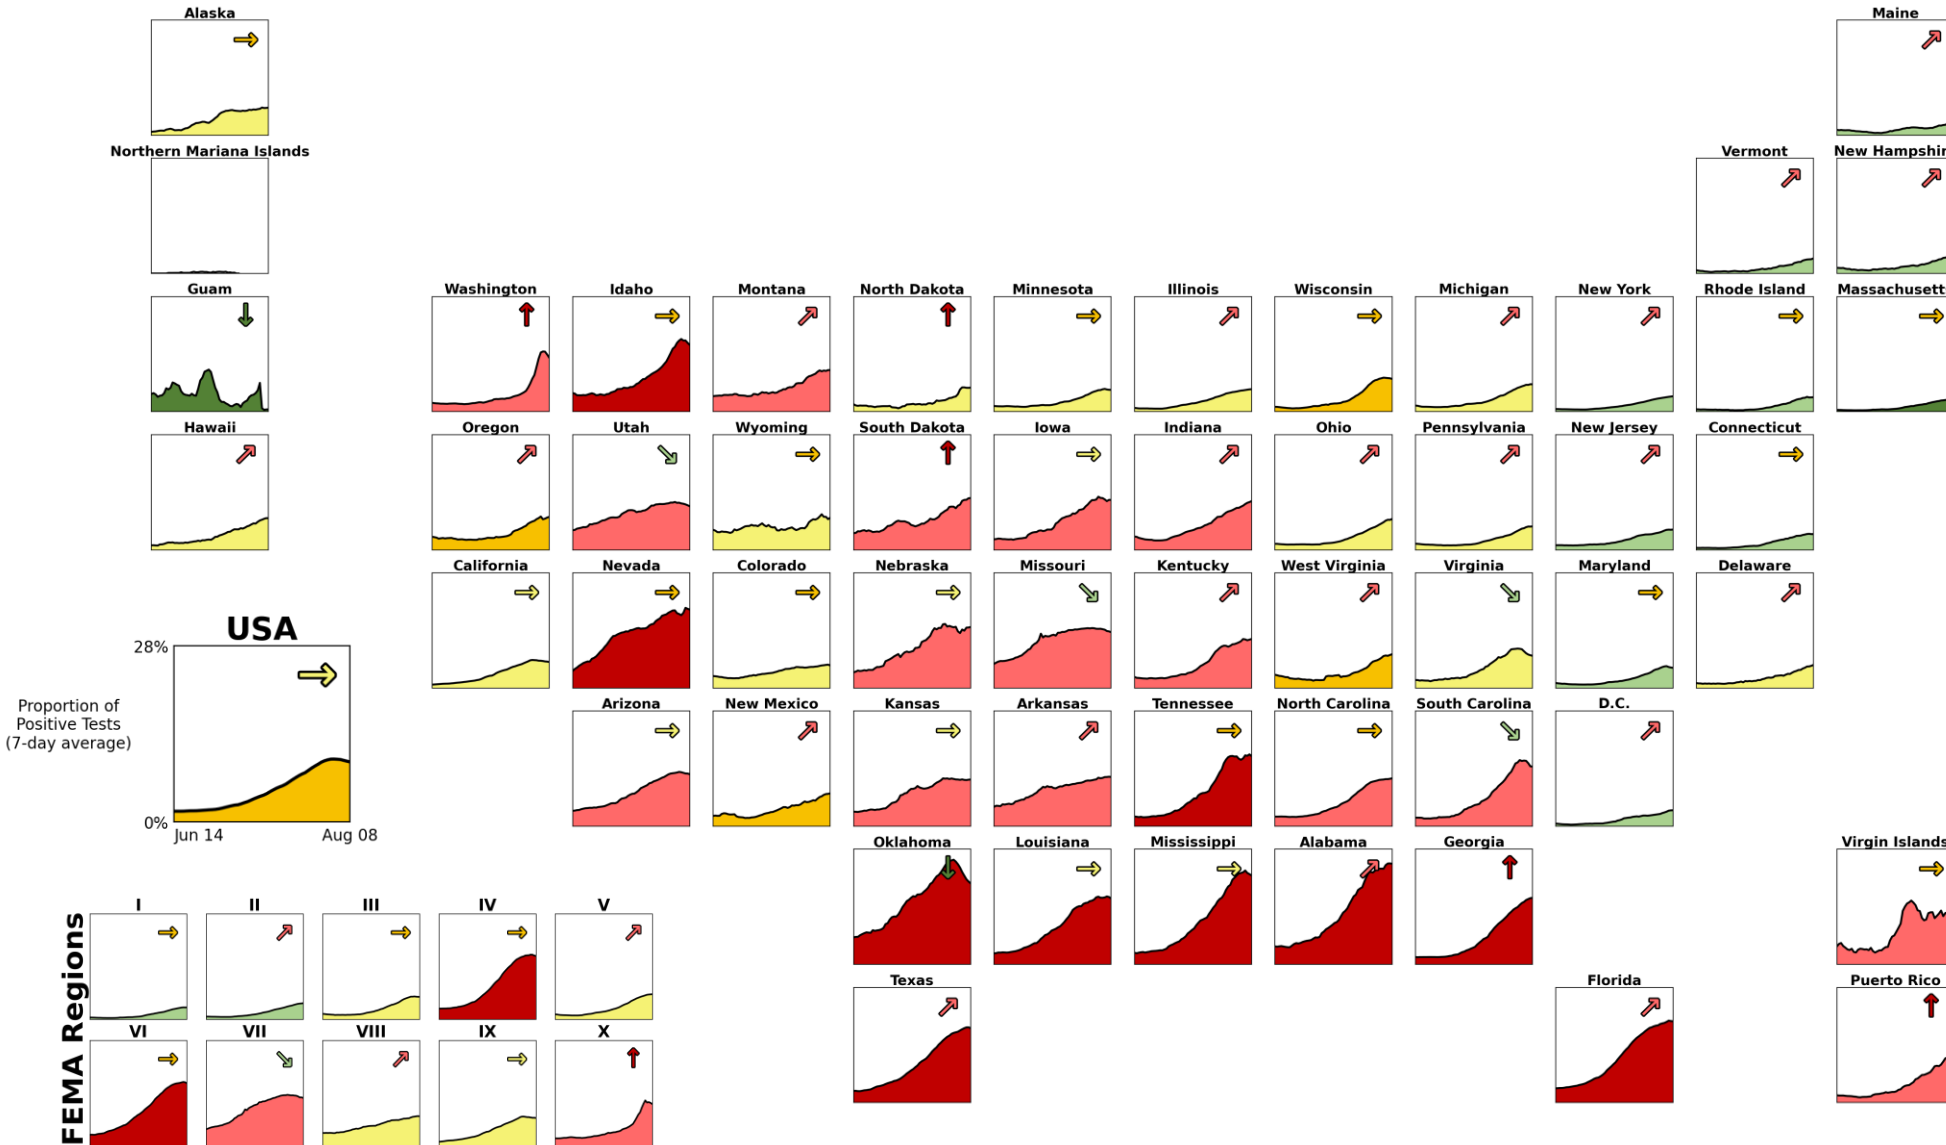 Alaska
Maine
Northern Mariana Islands
Vermont
New Hampshir
Guam
Washington
Idaho
Montana
North Dakota
Minnesota
Illinois
Wisconsin
Michigan
New York
Rhode Island
Massachusett
Hawaii
Oregon
Utah
Wyoming
South Dakota
Iowa
Indiana
Ohio
Pennsylvania
New Jersey
Connecticut
California
Nevada
Colorado
Nebraska
Missouri
Kentucky
West Virginia
Virginia
Maryland
Delaware
USA
28%
Proportion of
Positive Tests
(7-day average)
0%
Jun 14
Aug 08
Arizona
New Mexico
Kansas
Arkansas
Tennessee
North Carolina
South Carolina
D.C.
Oklahoma
Louisiana
Mississippi
Alabama
Georgia
Virgin Islands
Texas
Florida
Puerto Rico
FEMA Regions
I
II
III
IV
V
VI
VII
VIII
IX
X